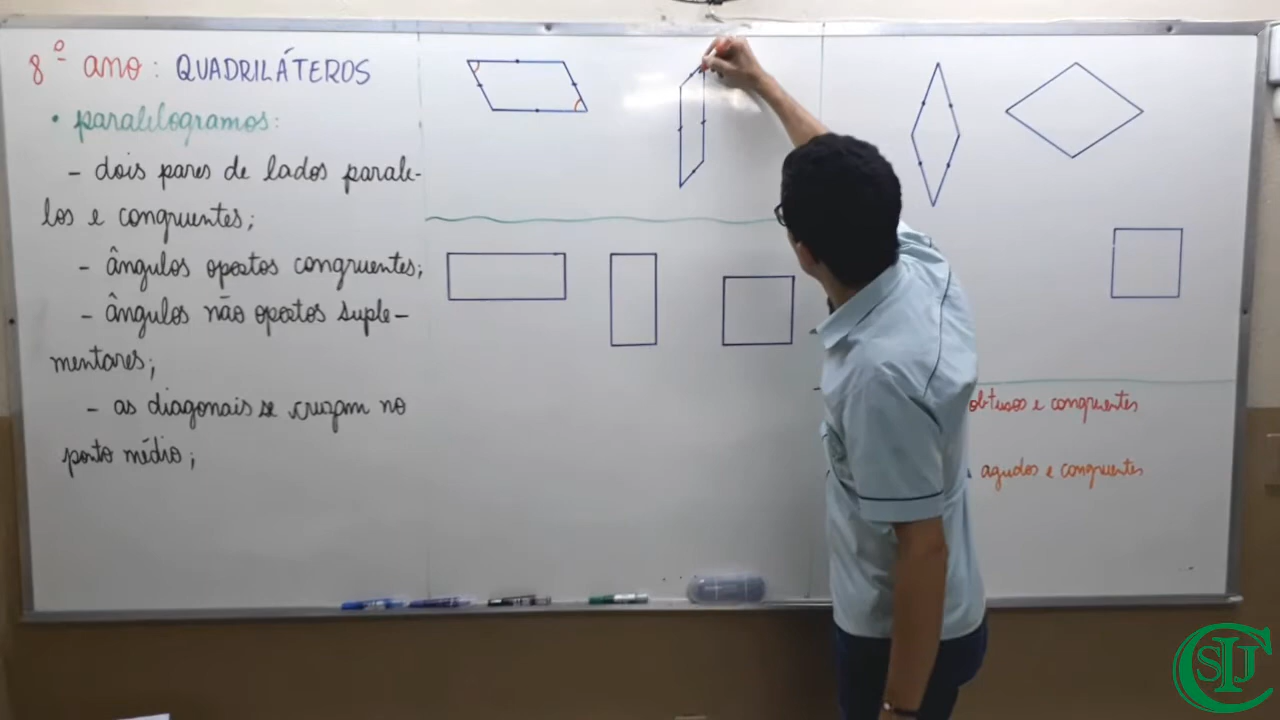 8º ano: QUADRILÁTEROS
• paralelogramos:
- dois pares de lados parale-
los e congruentes;
- ângulos opostos congruentes;
- ângulos não opostos suple-
mentares;
- as diagonais se cruzam no
ponto médio;
obtusos e congruentes
agudos e congruentes
CSIJ